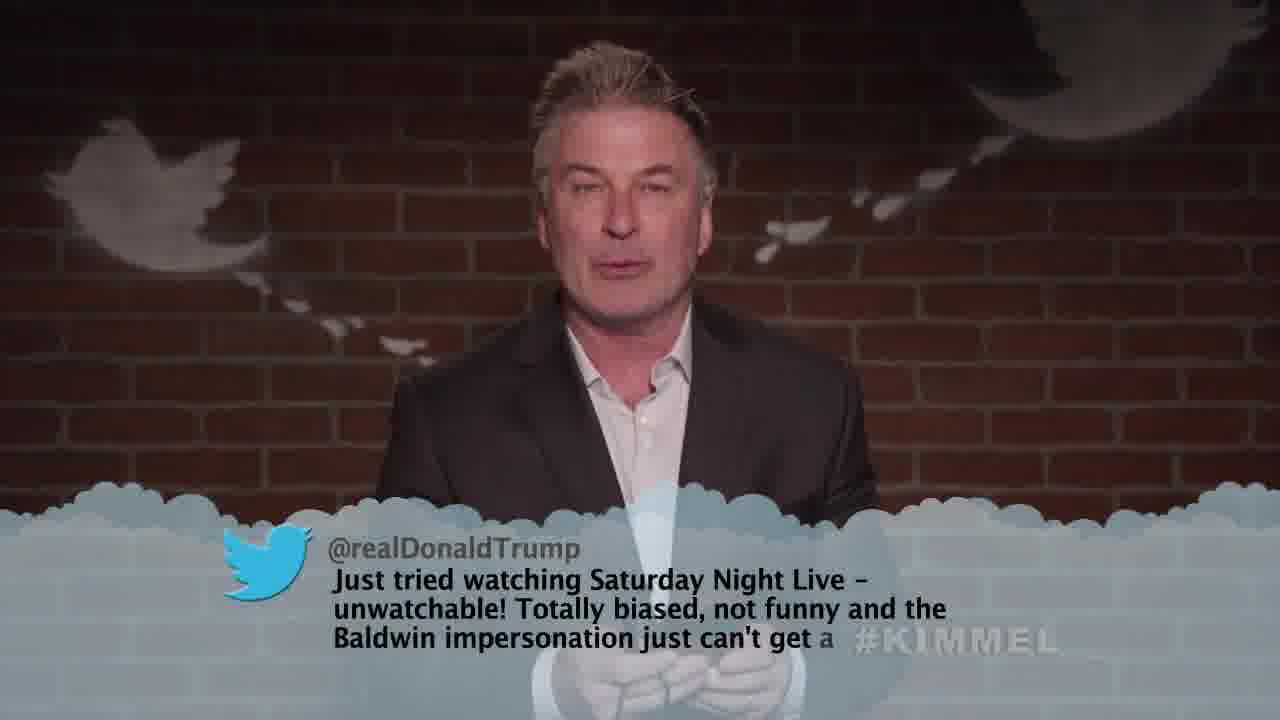 @realDonaldTrump
Just tried watching Saturday Night Live –
unwatchable! Totally biased, not funny and the
Baldwin impersonation just can't get a
#KIMMEL